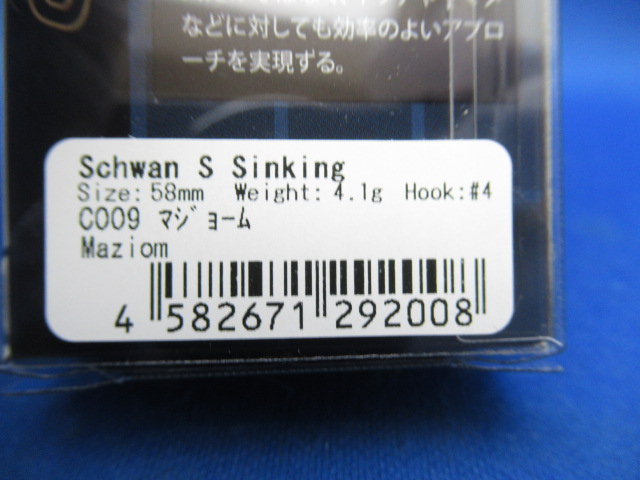 などに対しても効率のよいアプロ
ーチを実現する。
Schwan S Sinking
Size: 58mm Weight: 4.1g Hook:#4
C009 マジョーム
Maziom
4 582671 292008